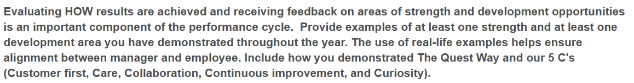 Evaluating HOW results are achieved and receiving feedback on areas of strength and development opportunities
is an important component of the performance cycle.  Provide examples of at least one strength and at least one
development area you have demonstrated throughout the year. The use of real-life examples helps ensure
alignment between manager and employee. Include how you demonstrated The Quest Way and our 5 C's
(Customer first, Care, Collaboration, Continuous improvement, and Curiosity).